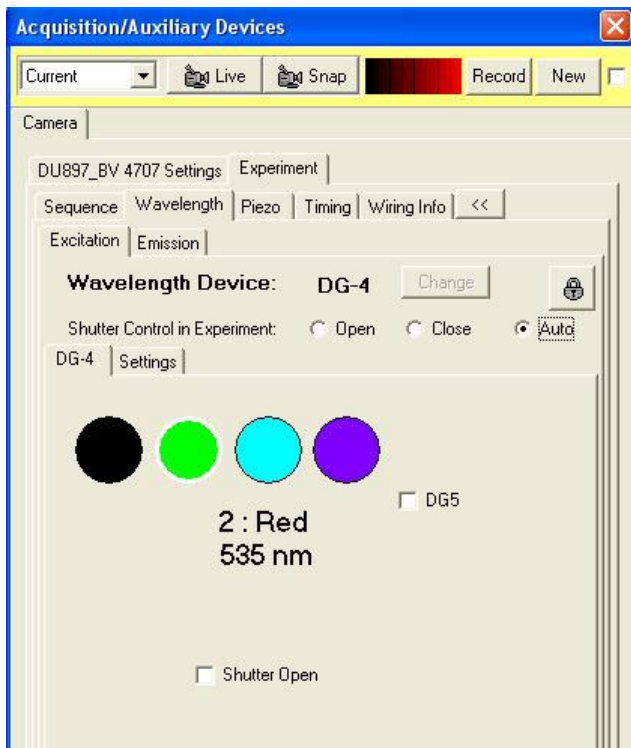 Acquisition/Auxiliary Devices
Current Live Snap Record New
Camera
DU897_BV 4707 Settings Experiment
Sequence Wavelength Piezo Timing Wiring Info <<
Excitation Emission
Wavelength Device: DG-4 Change
Shutter Control in Experiment: Open Close Auto
DG-4 Settings
DG5
2 : Red
535 nm
Shutter Open